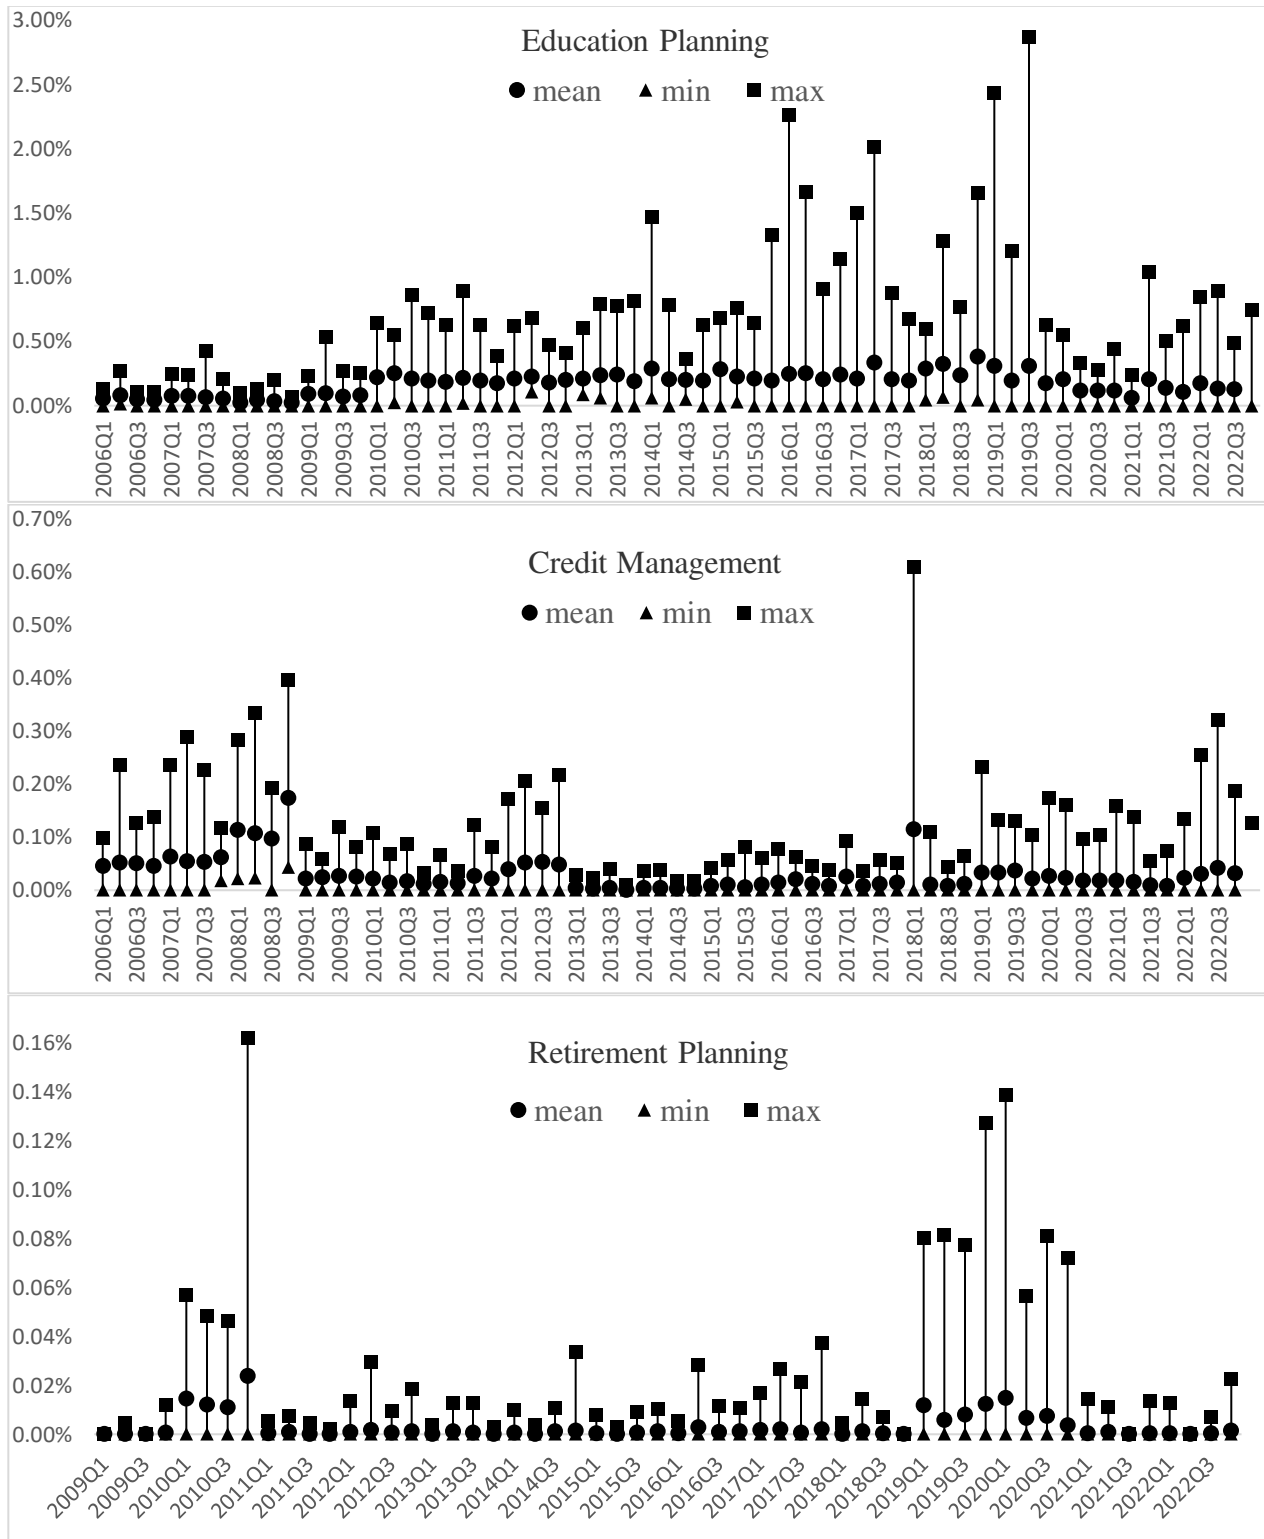 3.00%
Education Planning
mean min max
2.50%
2.00%
1.50%
1.00%
0.50%
0.00%
2006Q1 2006Q3 2007Q1 2007Q3 2008Q1 2008Q3 2009Q1 2009Q3 2010Q1 2010Q3 2011Q1 2011Q3 2012Q1 2012Q3 2013Q1 2013Q3 2014Q1 2014Q3 2015Q1 2015Q3 2016Q1 2016Q3 2017Q1 2017Q3 2018Q1 2018Q3 2019Q1 2019Q3 2020Q1 2020Q3 2021Q1 2021Q3 2022Q1 2022Q3
0.70%
Credit Management
0.60%
mean min max
0.50%
0.40%
0.30%
0.20%
0.10%
0.00%
2006Q1 2006Q3 2007Q1 2007Q3 2008Q1 2008Q3 2009Q1 2009Q3 2010Q1 2010Q3 2011Q1 2011Q3 2012Q1 2012Q3 2013Q1 2013Q3 2014Q1 2014Q3 2015Q1 2015Q3 2016Q1 2016Q3 2017Q1 2017Q3 2018Q1 2018Q3 2019Q1 2019Q3 2020Q1 2020Q3 2021Q1 2021Q3 2022Q1 2022Q3
0.16%
Retirement Planning
0.14%
mean min max
0.12%
0.10%
0.08%
0.06%
0.04%
0.02%
0.00%
2009Q1 2009Q3 2010Q1 2010Q3 2011Q1 2011Q3 2012Q1 2012Q3 2013Q1 2013Q3 2014Q1 2014Q3 2015Q1 2015Q3 2016Q1 2016Q3 2017Q1 2017Q3 2018Q1 2018Q3 2019Q1 2019Q3 2020Q1 2020Q3 2021Q1 2021Q3 2022Q1 2022Q3